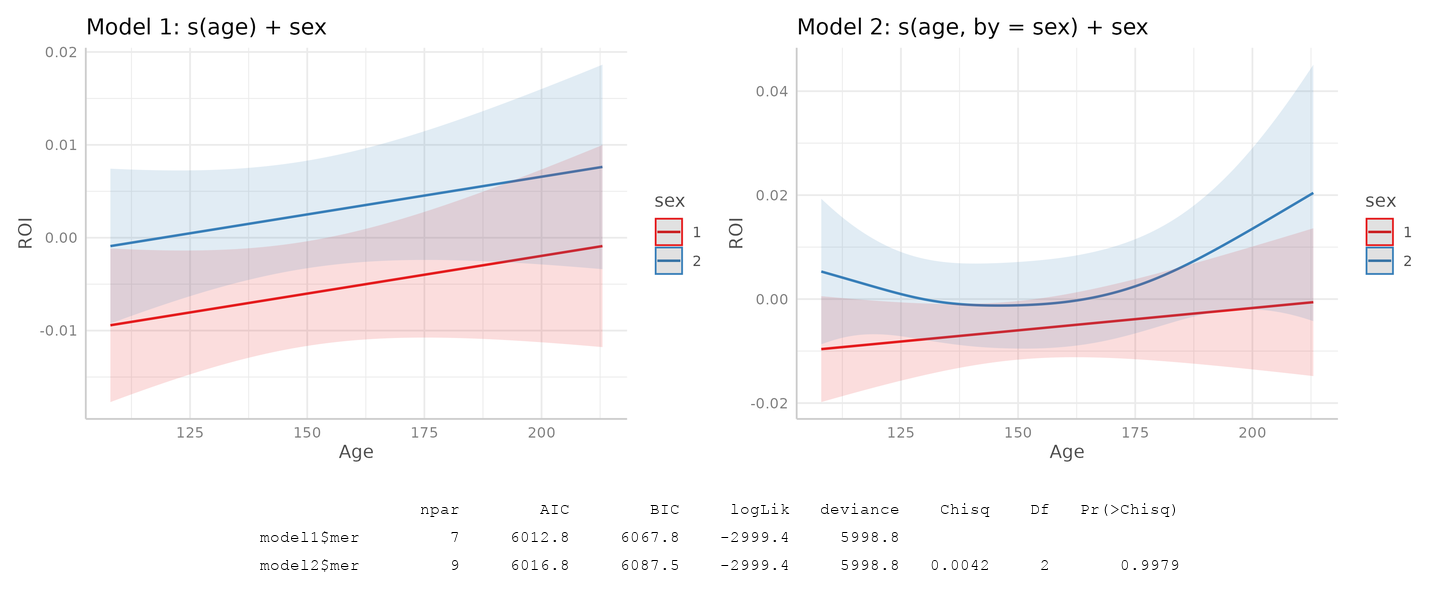 Model 1: s(age) + sex
0.02
0.01
0.00
-0.01
ROI
125 150 175 200
Age
sex
1
2
Model 2: s(age, by = sex) + sex
0.04
0.02
0.00
-0.02
ROI
125 150 175 200
Age
sex
1
2
npar AIC BIC logLik deviance Chisq Df Pr(>Chisq)
model1$mer 7 6012.8 6067.8 -2999.4 5998.8
model2$mer 9 6016.8 6087.5 -2999.4 5998.8 0.0042 2 0.9979